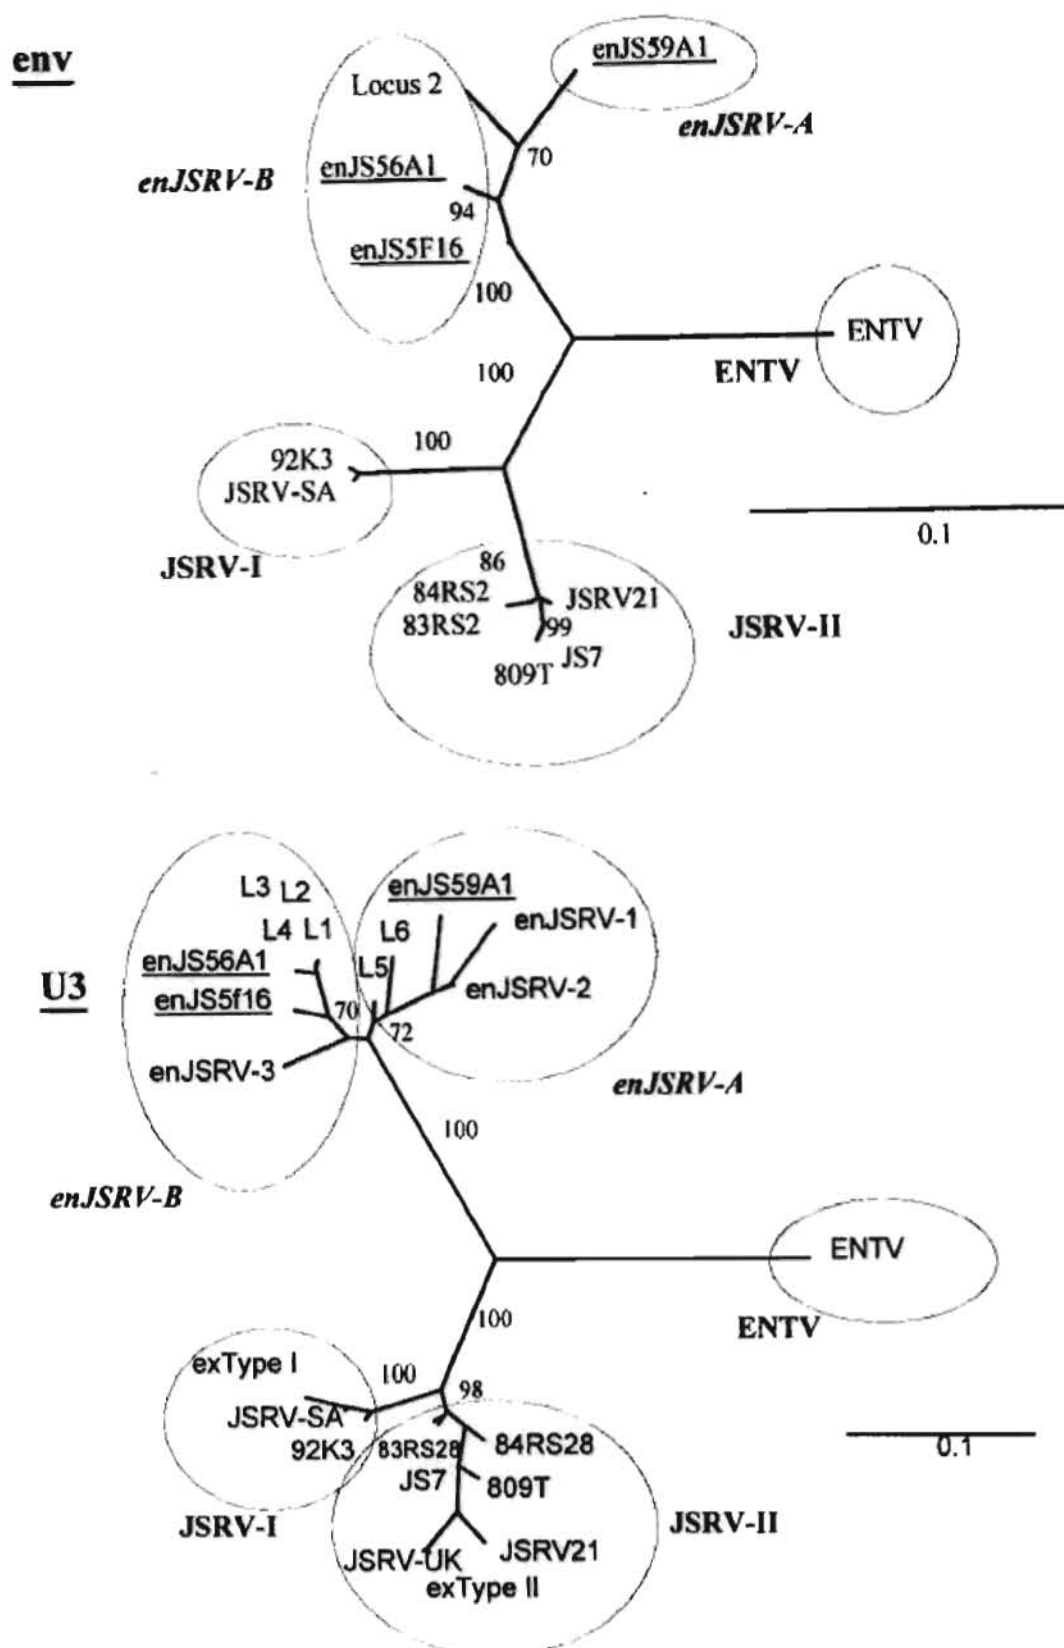 env
enJS59A1
Locus 2
enJSRV-A
70
enJS56A1
enJSRV-B
94
enJS5F16
100
ENTV
100
ENTV
100
92K3
JSRV-SA
0.1
JSRV-I
86
84RS2
JSRV21
83RS2
99
JSRV-II
JS7
809T
L3 L2
enJS59A1
L4 L1
L6
enJSRV-1
enJS56A1
L5
U3
enJS5f16
70
enJSRV-2
72
enJSRV-3
enJSRV-A
100
enJSRV-B
ENTV
100
ENTV
exType I
100
98
JSRV-SA
92K3
83RS28
84RS28
0.1
JS7
809T
JSRV-I
JSRV-II
JSRV-UK
JSRV21
exType II